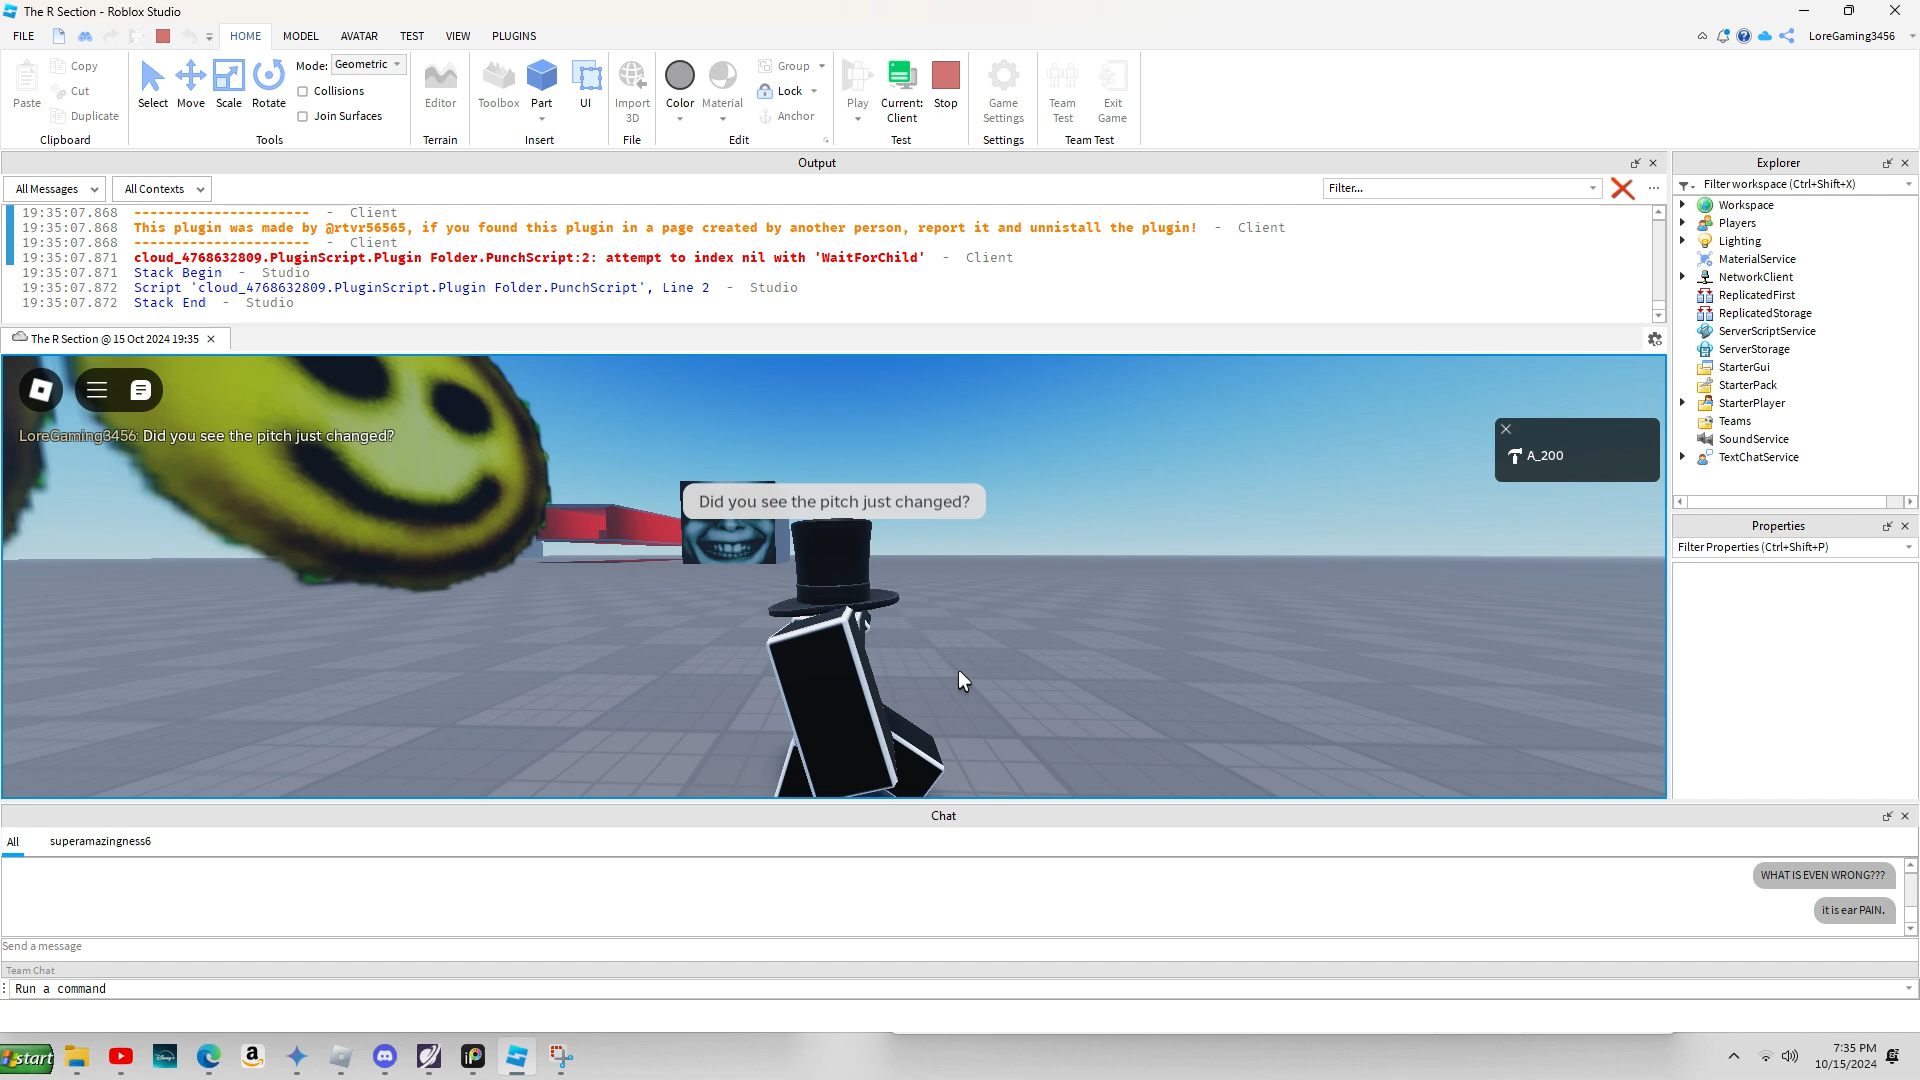 The R Section - Roblox Studio
FILE HOME MODEL AVATAR TEST VIEW PLUGINS LoreGaming3456
Paste Copy Cut Duplicate Clipboard
Select Move Scale Rotate Mode: Geometric Collisions Join Surfaces Tools
Editor Terrain
Toolbox Part UI Insert
Import 3D File
Color Material Group Lock Anchor Edit
Play Current: Client Stop Test
Game Settings Settings
Team Test Exit Game Team Test
Output
All Messages All Contexts Filter...
19:35:07.868 ---------------------- - Client
19:35:07.868 This plugin was made by @rtvr56565, if you found this plugin in a page created by another person, report it and unnistall the plugin! - Client
19:35:07.868 ---------------------- - Client
19:35:07.871 cloud_4768632809.PluginScript.Plugin Folder.PunchScript:2: attempt to index nil with 'WaitForChild' - Client
19:35:07.871 Stack Begin - Studio
19:35:07.872 Script 'cloud_4768632809.PluginScript.Plugin Folder.PunchScript', Line 2 - Studio
19:35:07.872 Stack End - Studio
The R Section @ 15 Oct 2024 19:35
LoreGaming3456: Did you see the pitch just changed?
A_200
Did you see the pitch just changed?
Explorer
Filter workspace (Ctrl+Shift+X)
Workspace
Players
Lighting
MaterialService
NetworkClient
ReplicatedFirst
ReplicatedStorage
ServerScriptService
ServerStorage
StarterGui
StarterPack
StarterPlayer
Teams
SoundService
TextChatService
Properties
Filter Properties (Ctrl+Shift+P)
Chat
All superamazingness6
WHAT IS EVEN WRONG???
it is ear PAIN.
Send a message
Team Chat
Run a command
start
Disney+
a
iP
7:35 PM
10/15/2024